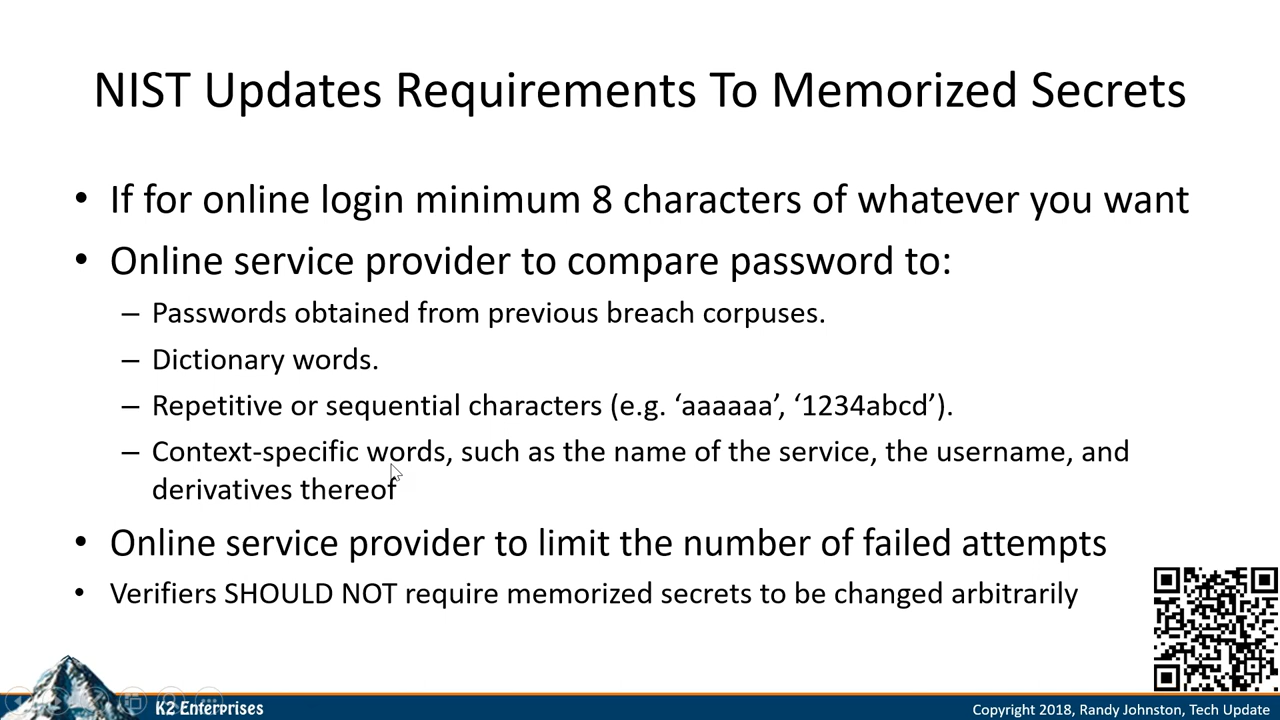 NIST Updates Requirements To Memorized Secrets
• If for online login minimum 8 characters of whatever you want
• Online service provider to compare password to:
– Passwords obtained from previous breach corpuses.
– Dictionary words.
– Repetitive or sequential characters (e.g. ‘aaaaaa’, ‘1234abcd’).
– Context-specific words, such as the name of the service, the username, and
derivatives thereof
• Online service provider to limit the number of failed attempts
• Verifiers SHOULD NOT require memorized secrets to be changed arbitrarily
K2 Enterprises
Copyright 2018, Randy Johnston, Tech Update